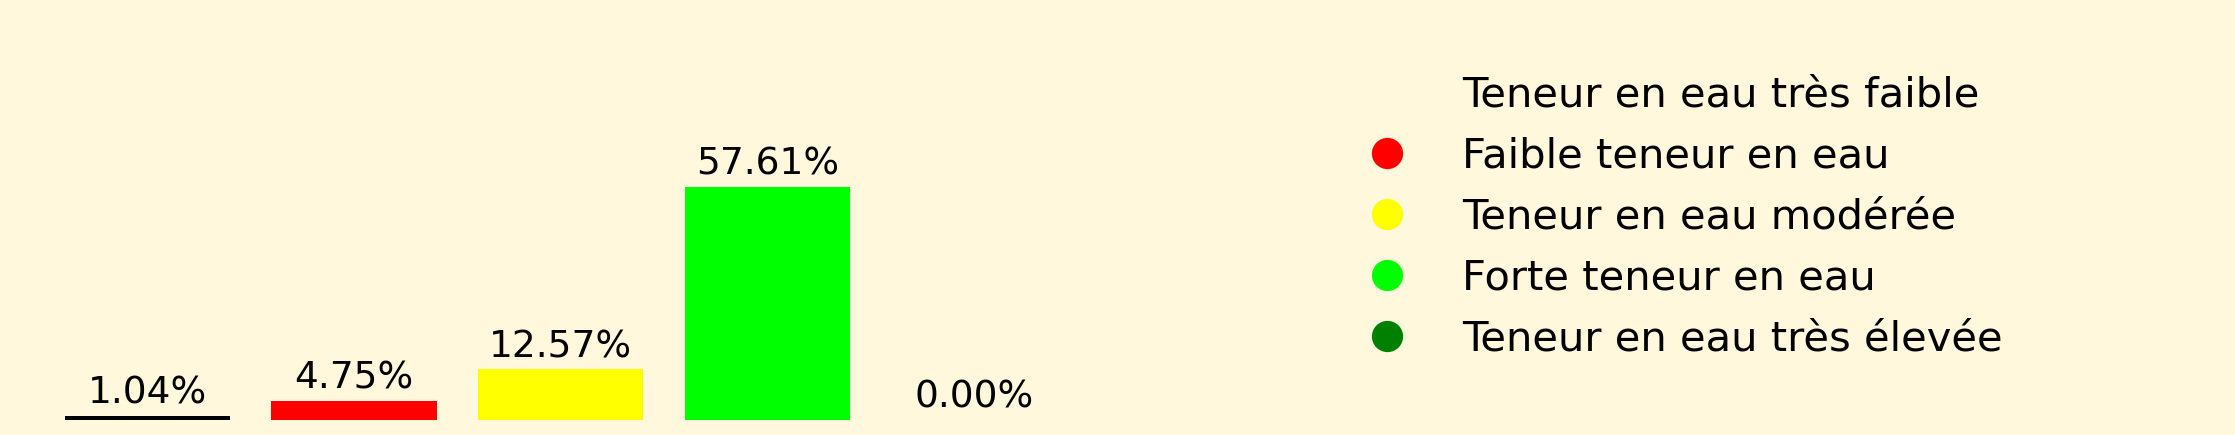 1.04%
4.75%
12.57%
57.61%
0.00%
Teneur en eau très faible
Faible teneur en eau
Teneur en eau modérée
Forte teneur en eau
Teneur en eau très élevée